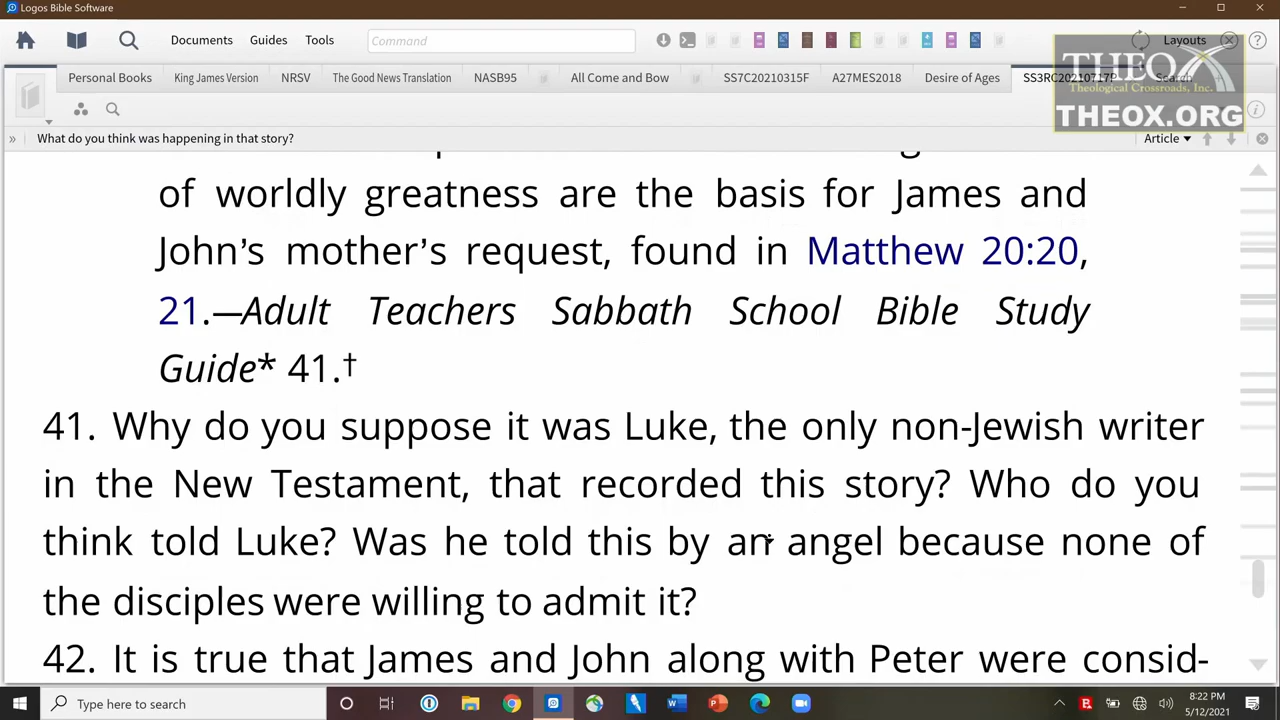 Logos Bible Software
Documents Guides Tools Command Layouts
Personal Books King James Version NRSV The Good News Translation NASB95 All Come and Bow SS7C20210315F A27MES2018 Desire of Ages SS3RC20210717P Search
THEOX
Theological Crossroads, Inc.
THEOX.ORG
What do you think was happening in that story? Article
of worldly greatness are the basis for James and
John's mother's request, found in Matthew 20:20,
21.—Adult Teachers Sabbath School Bible Study
Guide* 41.†
41. Why do you suppose it was Luke, the only non-Jewish writer
in the New Testament, that recorded this story? Who do you
think told Luke? Was he told this by an angel because none of
the disciples were willing to admit it?
42. It is true that James and John along with Peter were consid-
Type here to search
8:22 PM
5/12/2021